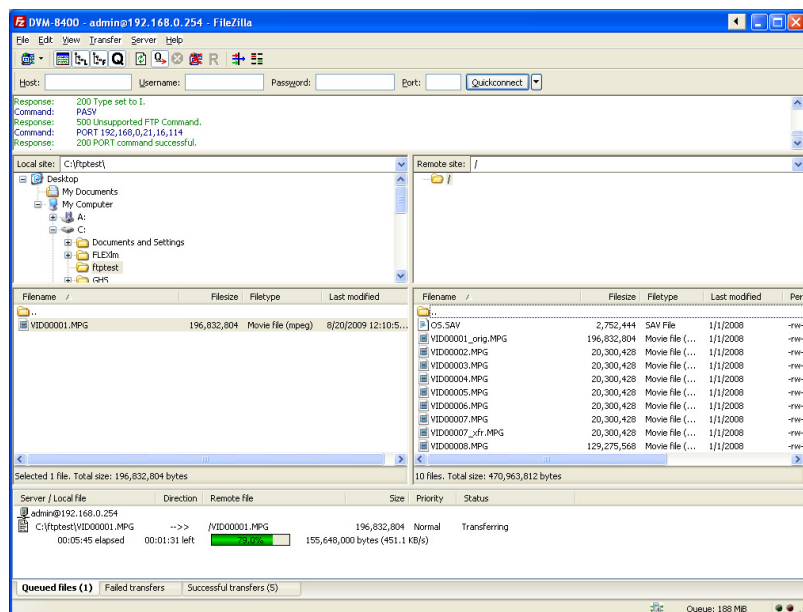 DVM-8400 - admin@192.168.0.254 - FileZilla
File Edit View Transfer Server Help
Host: Username: Password: Port: Quickconnect
Response: 200 Type set to I.
Command: PASV
Response: 500 Unsupported FTP Command.
Command: PORT 192,168,0,21,16,114
Response: 200 PORT command successful.
Local site: C:\ftptest\
Desktop
My Documents
My Computer
A:
C:
Documents and Settings
FLEXlm
ftptest
GHS
Remote site: /
/
Filename / Filesize Filetype Last modified
..
VID00001.MPG 196,832,804 Movie file (mpeg) 8/20/2009 12:10:5...
Selected 1 file. Total size: 196,832,804 bytes
Filename / Filesize Filetype Last modified Per
..
OS.SAV 2,752,444 SAV File 1/1/2008 -rw-
VID00001_orig.MPG 196,832,804 Movie file (... 1/1/2008 -rw-
VID00002.MPG 20,300,428 Movie file (... 1/1/2008 -rw-
VID00003.MPG 20,300,428 Movie file (... 1/1/2008 -rw-
VID00004.MPG 20,300,428 Movie file (... 1/1/2008 -rw-
VID00005.MPG 20,300,428 Movie file (... 1/1/2008 -rw-
VID00006.MPG 20,300,428 Movie file (... 1/1/2008 -rw-
VID00007.MPG 20,300,428 Movie file (... 1/1/2008 -rw-
VID00007_xfr.MPG 20,300,428 Movie file (... 1/1/2008 -rw-
VID00008.MPG 129,275,568 Movie file (... 1/1/2008 -rw-
10 files. Total size: 470,963,812 bytes
Server / Local file Direction Remote file Size Priority Status
admin@192.168.0.254
C:\ftptest\VID00001.MPG -->> /VID00001.MPG 196,832,804 Normal Transferring
00:05:45 elapsed 00:01:31 left 79.0% 155,648,000 bytes (451.1 KB/s)
Queued files (1) Failed transfers Successful transfers (5)
Queue: 188 MiB